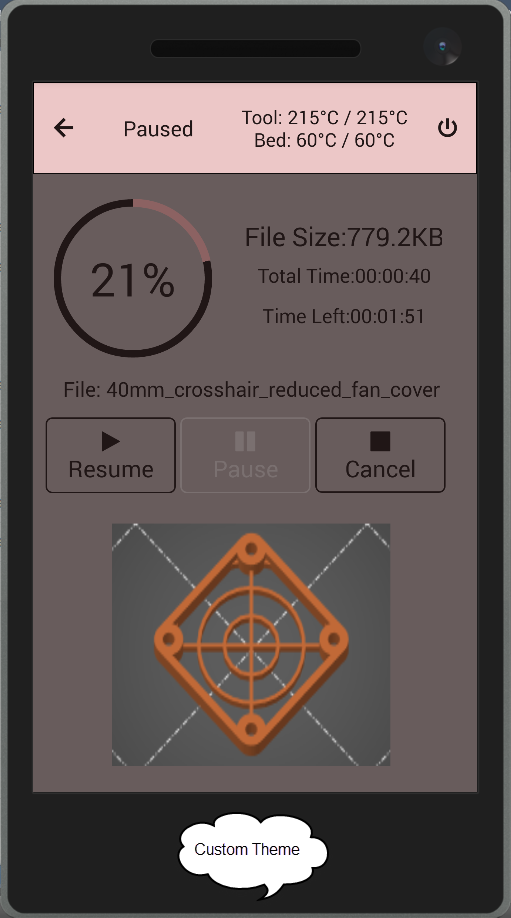 Paused
Tool: 215°C / 215°C
Bed: 60°C / 60°C
21%
File Size:779.2KB
Total Time:00:00:40
Time Left:00:01:51
File: 40mm_crosshair_reduced_fan_cover
Resume
Pause
Cancel
Custom Theme